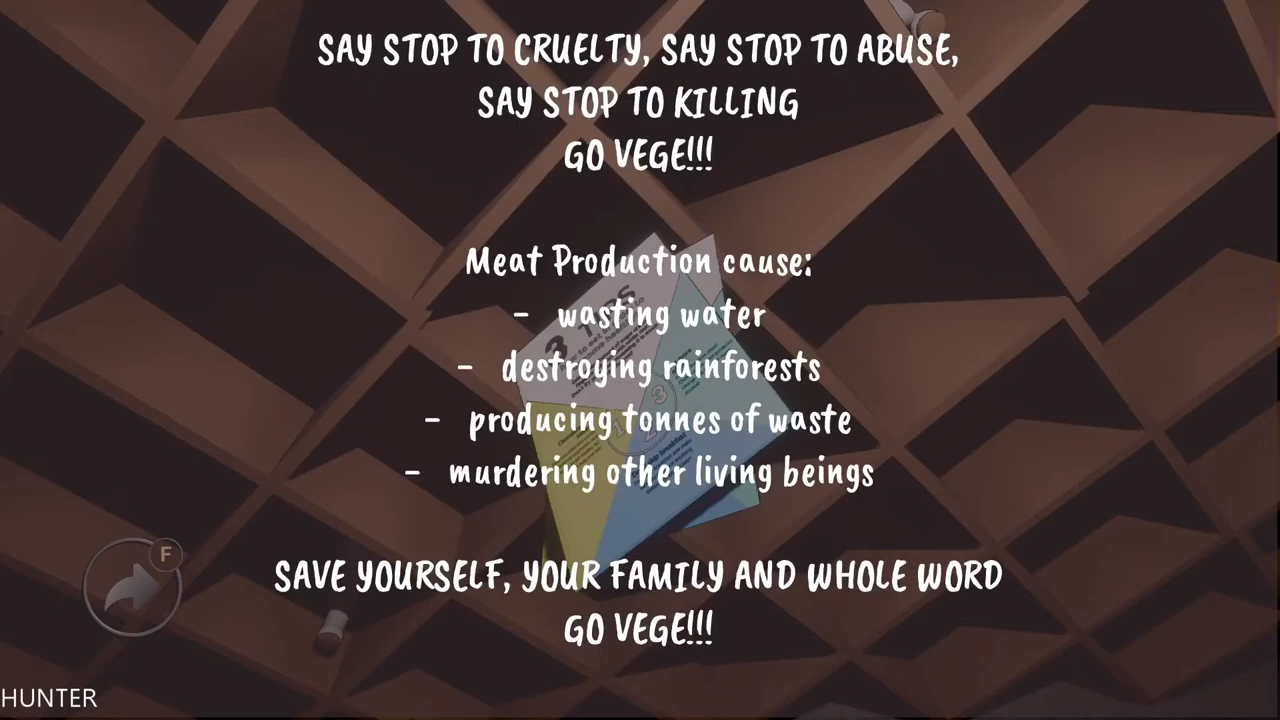 SAY STOP TO CRUELTY, SAY STOP TO ABUSE,
SAY STOP TO KILLING
GO VEGE!!!
Meat Production cause:
- wasting water
- destroying rainforests
- producing tonnes of waste
- murdering other living beings
SAVE YOURSELF, YOUR FAMILY AND WHOLE WORD
GO VEGE!!!
F
HUNTER